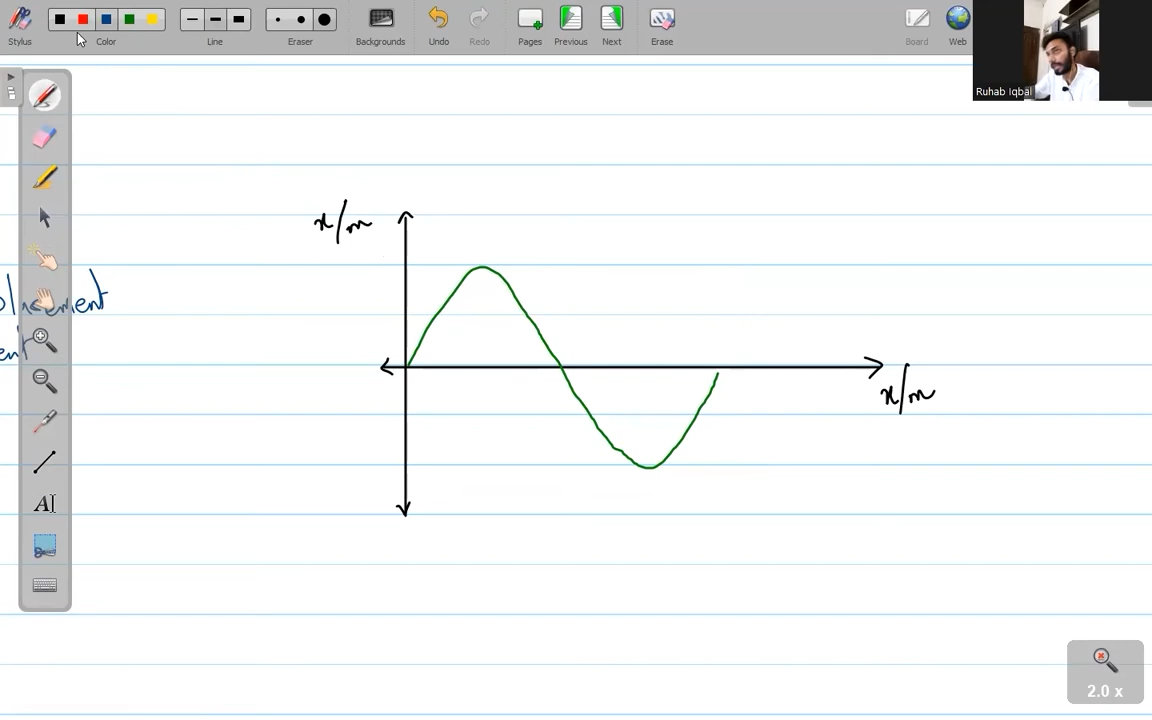 Stylus Color Line Eraser Backgrounds Undo Redo Pages Previous Next Erase Board Web
Ruhab Iqbal
x/m
x/m
2.0 x